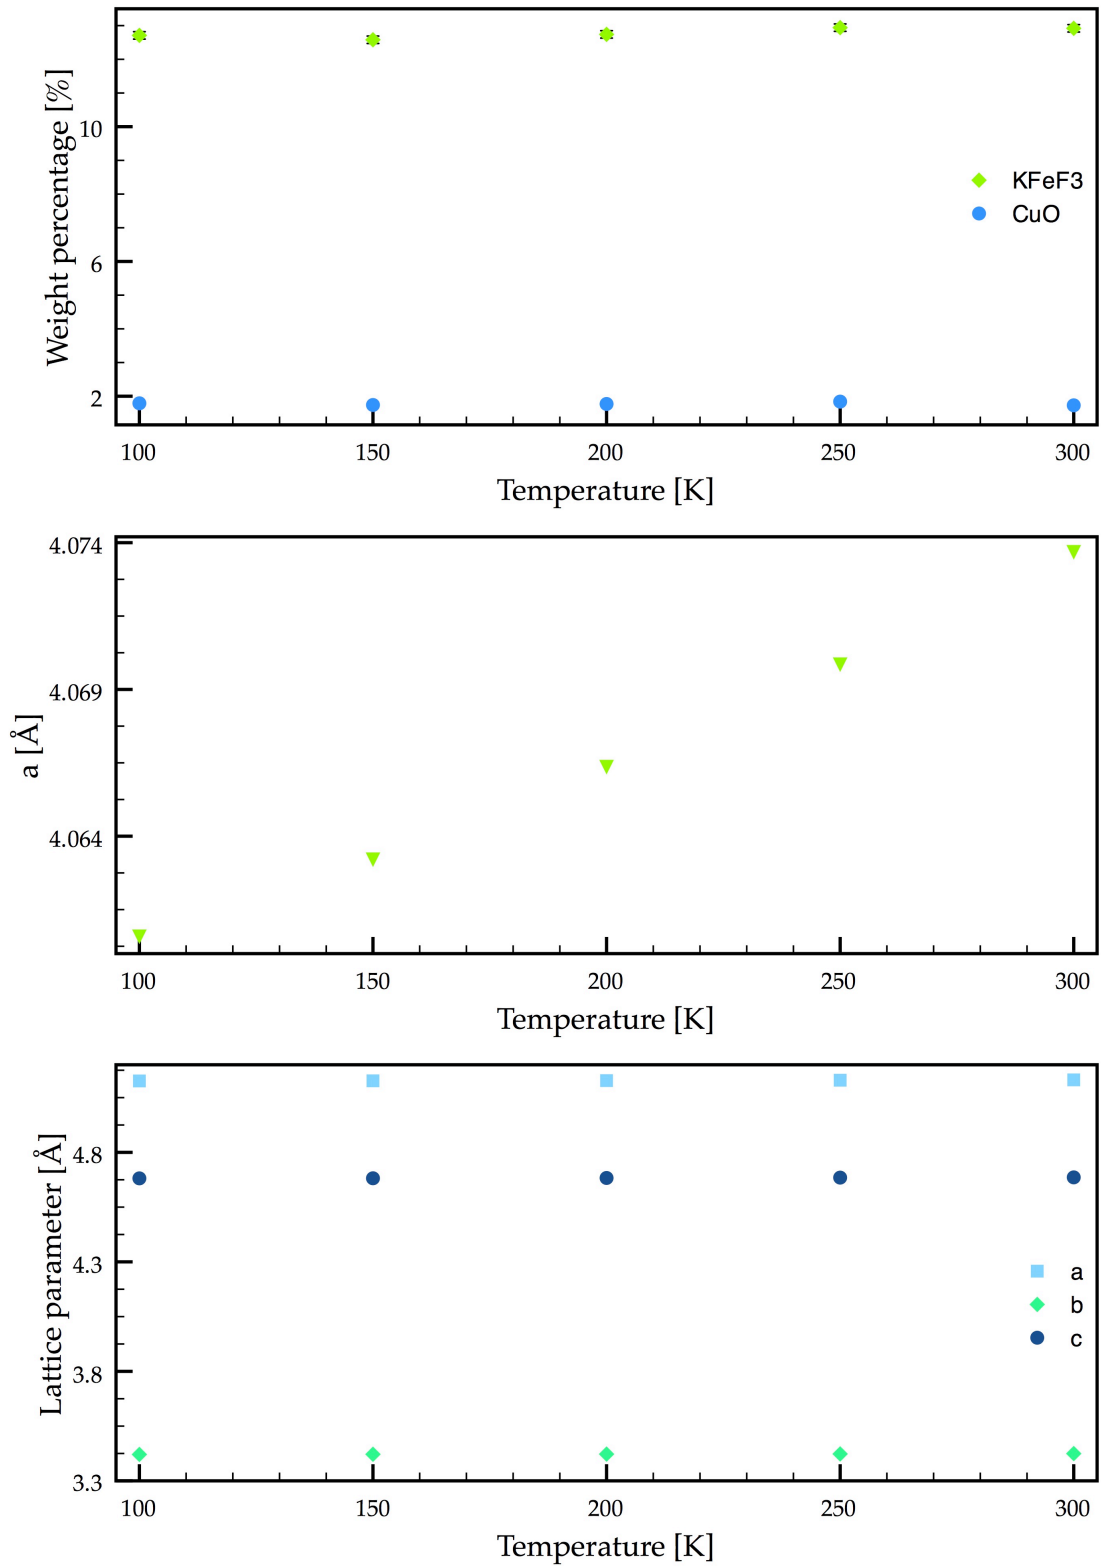 Weight percentage [%]
10
6
2
KFeF3
CuO
100 150 200 250 300
Temperature [K]
a [Å]
4.074
4.069
4.064
100 150 200 250 300
Temperature [K]
Lattice parameter [Å]
4.8
4.3
3.8
3.3
a
b
c
100 150 200 250 300
Temperature [K]